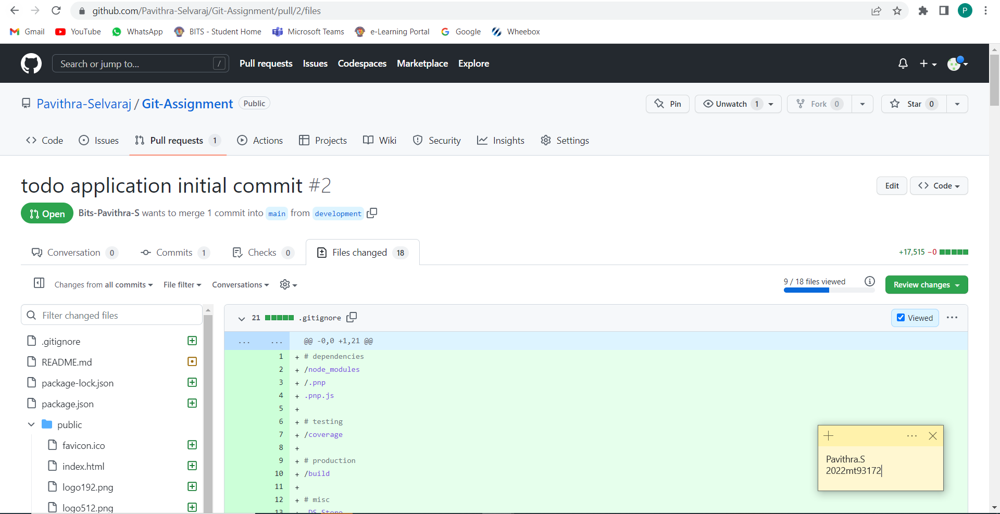 github.com/Pavithra-Selvaraj/Git-Assignment/pull/2/files
P
Gmail YouTube WhatsApp BITS - Student Home Microsoft Teams e-Learning Portal Google Wheebox
Search or jump to... / Pull requests Issues Codespaces Marketplace Explore
Pavithra-Selvaraj / Git-Assignment Public Pin Unwatch 1 Fork 0 Star 0
Code Issues Pull requests 1 Actions Projects Wiki Security Insights Settings
todo application initial commit #2 Edit Code
Open Bits-Pavithra-S wants to merge 1 commit into main from development
Conversation 0 Commits 1 Checks 0 Files changed 18 +17,515 −0
Changes from all commits File filter Conversations 9 / 18 files viewed Review changes
Filter changed files
.gitignore
README.md
package-lock.json
package.json
public
favicon.ico
index.html
logo192.png
logo512.png
21 .gitignore Viewed ...
... ... @@ -0,0 +1,21 @@
1 + # dependencies
2 + /node_modules
3 + /.pnp
4 + .pnp.js
5 +
6 + # testing
7 + /coverage
8 +
9 + # production
10 + /build
11 +
12 + # misc
13 + .DS_Store
Pavithra.S
2022mt93172